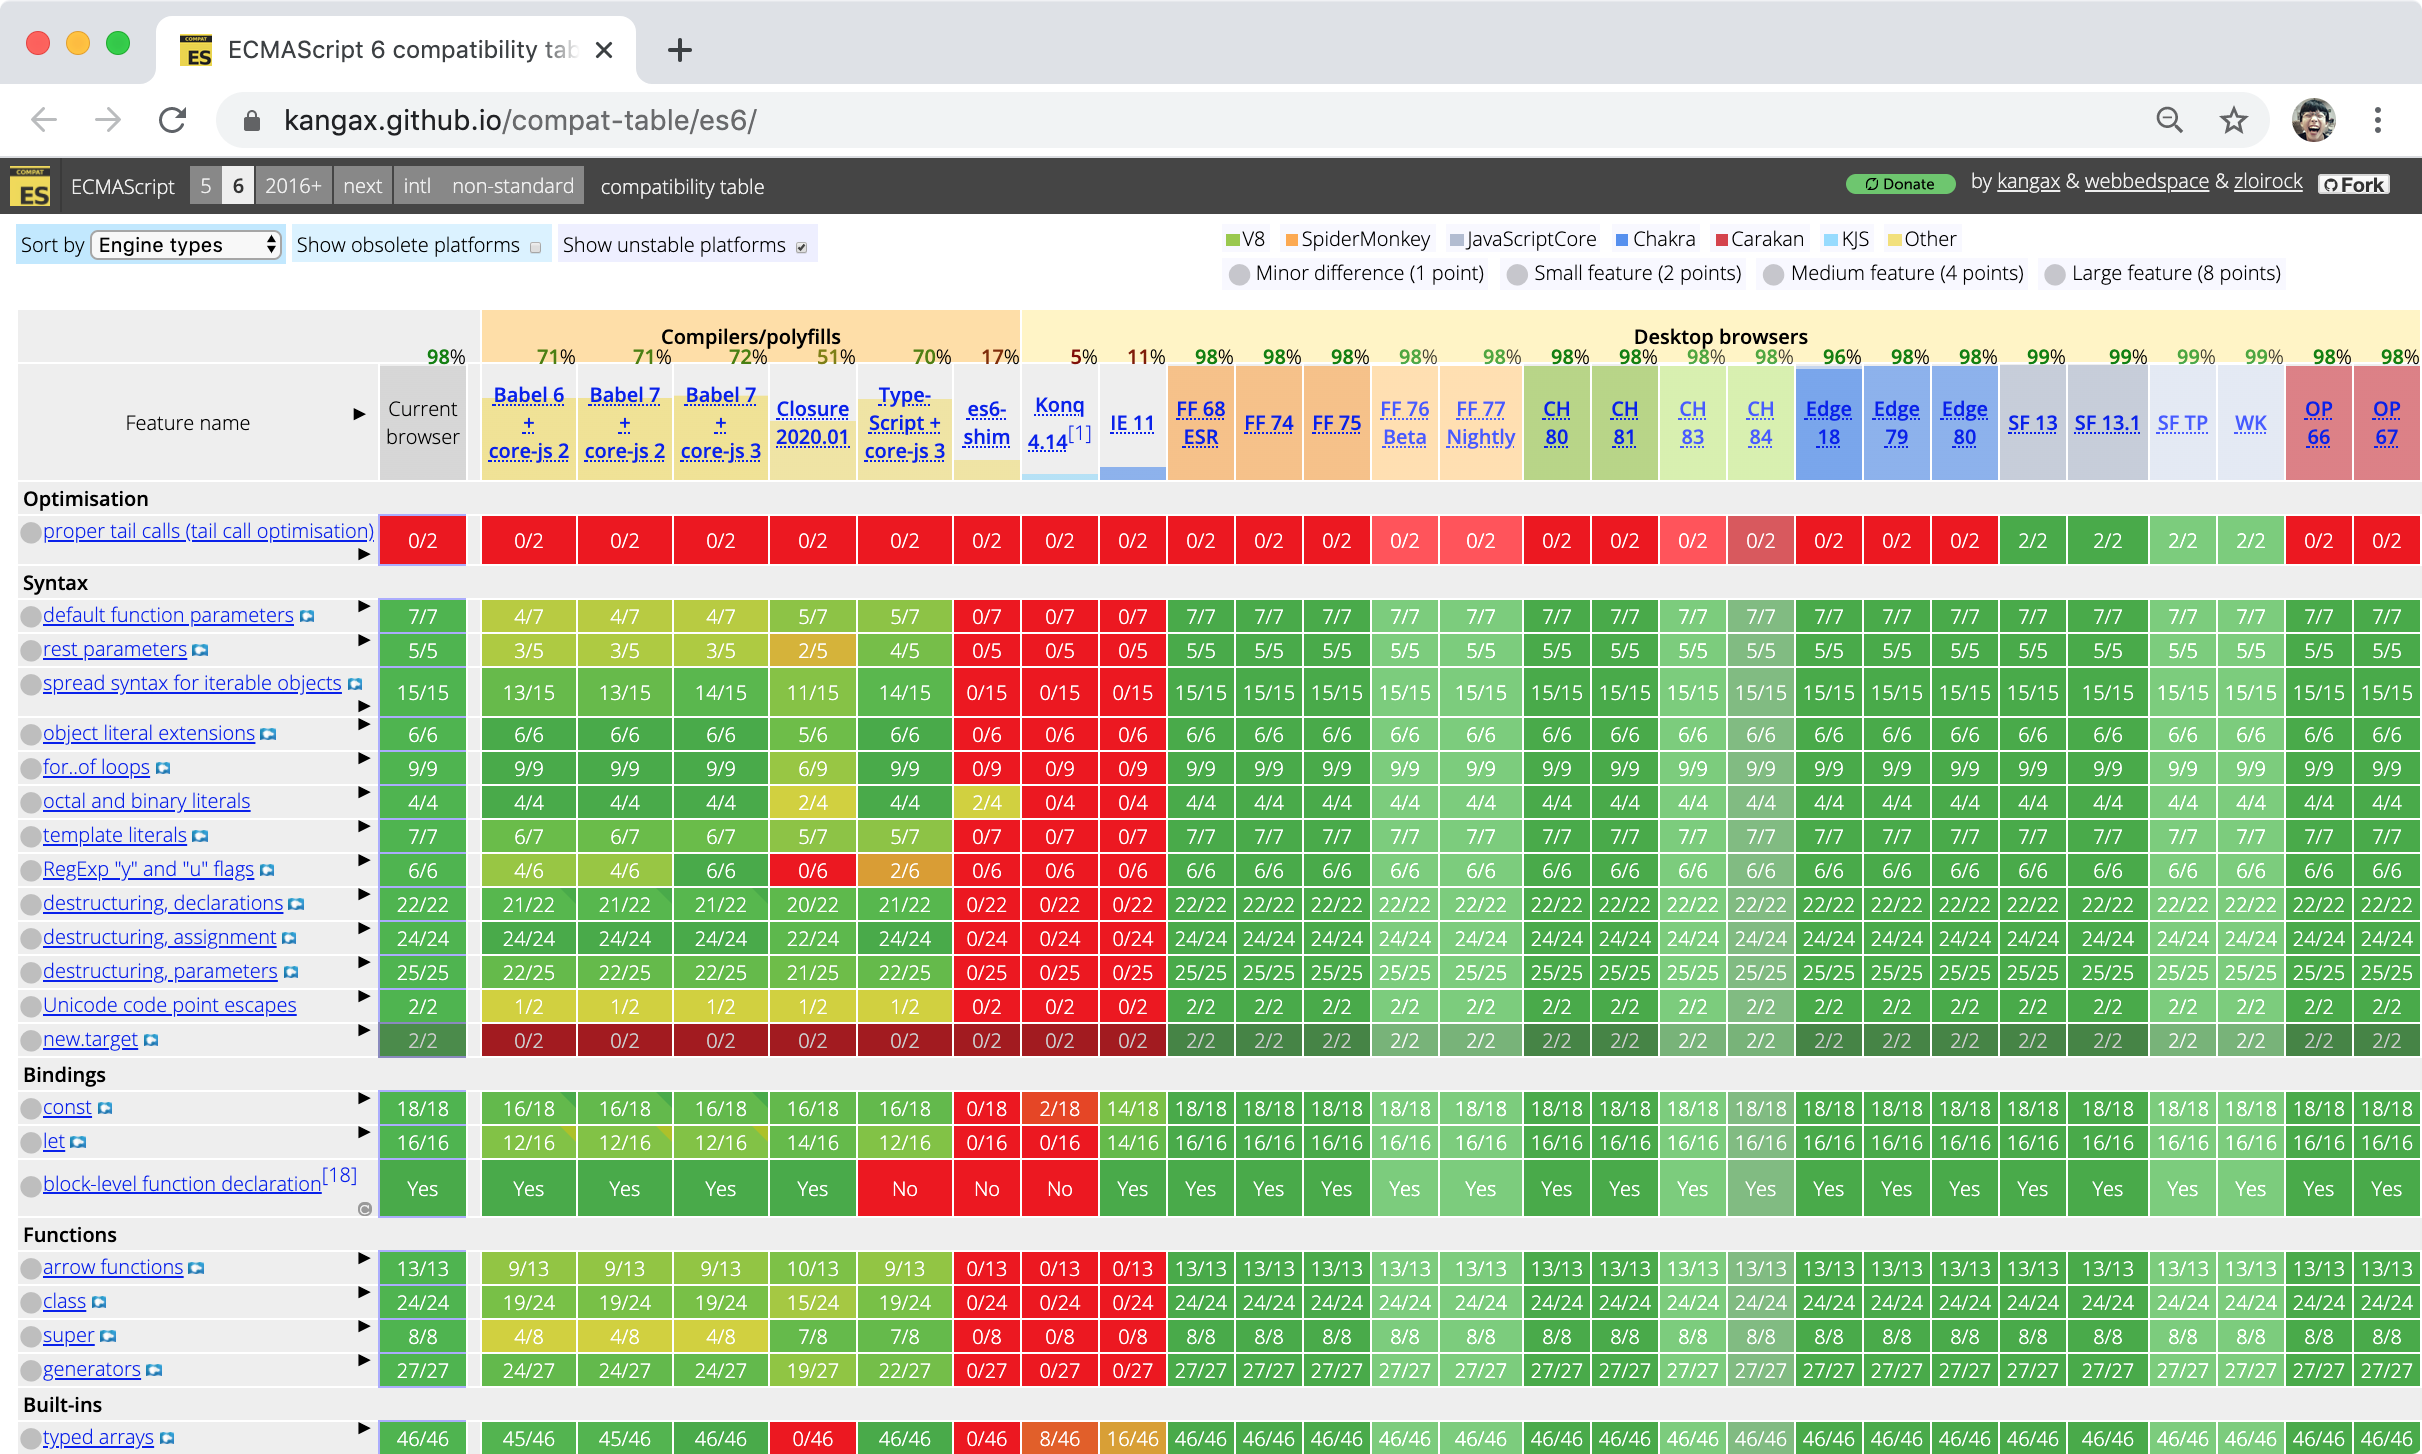 COMPAT
ES
ECMAScript 6 compatibility tab
kangax.github.io/compat-table/es6/
COMPAT
ES
ECMAScript 5 6 2016+ next intl non-standard compatibility table
Donate by kangax & webbedspace & zloirock Fork
Sort by Engine types Show obsolete platforms Show unstable platforms
V8 SpiderMonkey JavaScriptCore Chakra Carakan KJS Other
Minor difference (1 point) Small feature (2 points) Medium feature (4 points) Large feature (8 points)
Compilers/polyfills Desktop browsers
98% 71% 71% 72% 51% 70% 17% 5% 11% 98% 98% 98% 98% 98% 98% 98% 98% 98% 96% 98% 98% 99% 99% 99% 99% 98% 98%
Feature name Current browser Babel 6 + core-js 2 Babel 7 + core-js 2 Babel 7 + core-js 3 Closure 2020.01 Type-Script + core-js 3 es6-shim Konq 4.14[1] IE 11 FF 68 ESR FF 74 FF 75 FF 76 Beta FF 77 Nightly CH 80 CH 81 CH 83 CH 84 Edge 18 Edge 79 Edge 80 SF 13 SF 13.1 SF TP WK OP 66 OP 67
Optimisation
proper tail calls (tail call optimisation) 0/2 0/2 0/2 0/2 0/2 0/2 0/2 0/2 0/2 0/2 0/2 0/2 0/2 0/2 0/2 0/2 0/2 0/2 0/2 0/2 0/2 2/2 2/2 2/2 2/2 0/2 0/2
Syntax
default function parameters 7/7 4/7 4/7 4/7 5/7 5/7 0/7 0/7 0/7 7/7 7/7 7/7 7/7 7/7 7/7 7/7 7/7 7/7 7/7 7/7 7/7 7/7 7/7 7/7 7/7 7/7 7/7
rest parameters 5/5 3/5 3/5 3/5 2/5 4/5 0/5 0/5 0/5 5/5 5/5 5/5 5/5 5/5 5/5 5/5 5/5 5/5 5/5 5/5 5/5 5/5 5/5 5/5 5/5 5/5 5/5
spread syntax for iterable objects 15/15 13/15 13/15 14/15 11/15 14/15 0/15 0/15 0/15 15/15 15/15 15/15 15/15 15/15 15/15 15/15 15/15 15/15 15/15 15/15 15/15 15/15 15/15 15/15 15/15 15/15 15/15
object literal extensions 6/6 6/6 6/6 6/6 5/6 6/6 0/6 0/6 0/6 6/6 6/6 6/6 6/6 6/6 6/6 6/6 6/6 6/6 6/6 6/6 6/6 6/6 6/6 6/6 6/6 6/6 6/6
for..of loops 9/9 9/9 9/9 9/9 6/9 9/9 0/9 0/9 0/9 9/9 9/9 9/9 9/9 9/9 9/9 9/9 9/9 9/9 9/9 9/9 9/9 9/9 9/9 9/9 9/9 9/9 9/9
octal and binary literals 4/4 4/4 4/4 4/4 2/4 4/4 2/4 0/4 0/4 4/4 4/4 4/4 4/4 4/4 4/4 4/4 4/4 4/4 4/4 4/4 4/4 4/4 4/4 4/4 4/4 4/4 4/4
template literals 7/7 6/7 6/7 6/7 5/7 5/7 0/7 0/7 0/7 7/7 7/7 7/7 7/7 7/7 7/7 7/7 7/7 7/7 7/7 7/7 7/7 7/7 7/7 7/7 7/7 7/7 7/7
RegExp "y" and "u" flags 6/6 4/6 4/6 6/6 0/6 2/6 0/6 0/6 0/6 6/6 6/6 6/6 6/6 6/6 6/6 6/6 6/6 6/6 6/6 6/6 6/6 6/6 6/6 6/6 6/6 6/6 6/6
destructuring, declarations 22/22 21/22 21/22 21/22 20/22 21/22 0/22 0/22 0/22 22/22 22/22 22/22 22/22 22/22 22/22 22/22 22/22 22/22 22/22 22/22 22/22 22/22 22/22 22/22 22/22 22/22 22/22
destructuring, assignment 24/24 24/24 24/24 24/24 22/24 24/24 0/24 0/24 0/24 24/24 24/24 24/24 24/24 24/24 24/24 24/24 24/24 24/24 24/24 24/24 24/24 24/24 24/24 24/24 24/24 24/24 24/24
destructuring, parameters 25/25 22/25 22/25 22/25 21/25 22/25 0/25 0/25 0/25 25/25 25/25 25/25 25/25 25/25 25/25 25/25 25/25 25/25 25/25 25/25 25/25 25/25 25/25 25/25 25/25 25/25 25/25
Unicode code point escapes 2/2 1/2 1/2 1/2 1/2 1/2 0/2 0/2 0/2 2/2 2/2 2/2 2/2 2/2 2/2 2/2 2/2 2/2 2/2 2/2 2/2 2/2 2/2 2/2 2/2 2/2 2/2
new.target 2/2 0/2 0/2 0/2 0/2 0/2 0/2 0/2 0/2 2/2 2/2 2/2 2/2 2/2 2/2 2/2 2/2 2/2 2/2 2/2 2/2 2/2 2/2 2/2 2/2 2/2 2/2
Bindings
const 18/18 16/18 16/18 16/18 16/18 16/18 0/18 2/18 14/18 18/18 18/18 18/18 18/18 18/18 18/18 18/18 18/18 18/18 18/18 18/18 18/18 18/18 18/18 18/18 18/18 18/18 18/18
let 16/16 12/16 12/16 12/16 14/16 12/16 0/16 0/16 14/16 16/16 16/16 16/16 16/16 16/16 16/16 16/16 16/16 16/16 16/16 16/16 16/16 16/16 16/16 16/16 16/16 16/16 16/16
block-level function declaration[18] Yes Yes Yes Yes Yes No No No Yes Yes Yes Yes Yes Yes Yes Yes Yes Yes Yes Yes Yes Yes Yes Yes Yes Yes Yes
Functions
arrow functions 13/13 9/13 9/13 9/13 10/13 9/13 0/13 0/13 0/13 13/13 13/13 13/13 13/13 13/13 13/13 13/13 13/13 13/13 13/13 13/13 13/13 13/13 13/13 13/13 13/13 13/13 13/13
class 24/24 19/24 19/24 19/24 15/24 19/24 0/24 0/24 0/24 24/24 24/24 24/24 24/24 24/24 24/24 24/24 24/24 24/24 24/24 24/24 24/24 24/24 24/24 24/24 24/24 24/24 24/24
super 8/8 4/8 4/8 4/8 7/8 7/8 0/8 0/8 0/8 8/8 8/8 8/8 8/8 8/8 8/8 8/8 8/8 8/8 8/8 8/8 8/8 8/8 8/8 8/8 8/8 8/8 8/8
generators 27/27 24/27 24/27 24/27 19/27 22/27 0/27 0/27 0/27 27/27 27/27 27/27 27/27 27/27 27/27 27/27 27/27 27/27 27/27 27/27 27/27 27/27 27/27 27/27 27/27 27/27 27/27
Built-ins
typed arrays 46/46 45/46 45/46 46/46 0/46 46/46 0/46 8/46 16/46 46/46 46/46 46/46 46/46 46/46 46/46 46/46 46/46 46/46 46/46 46/46 46/46 46/46 46/46 46/46 46/46 46/46 46/46